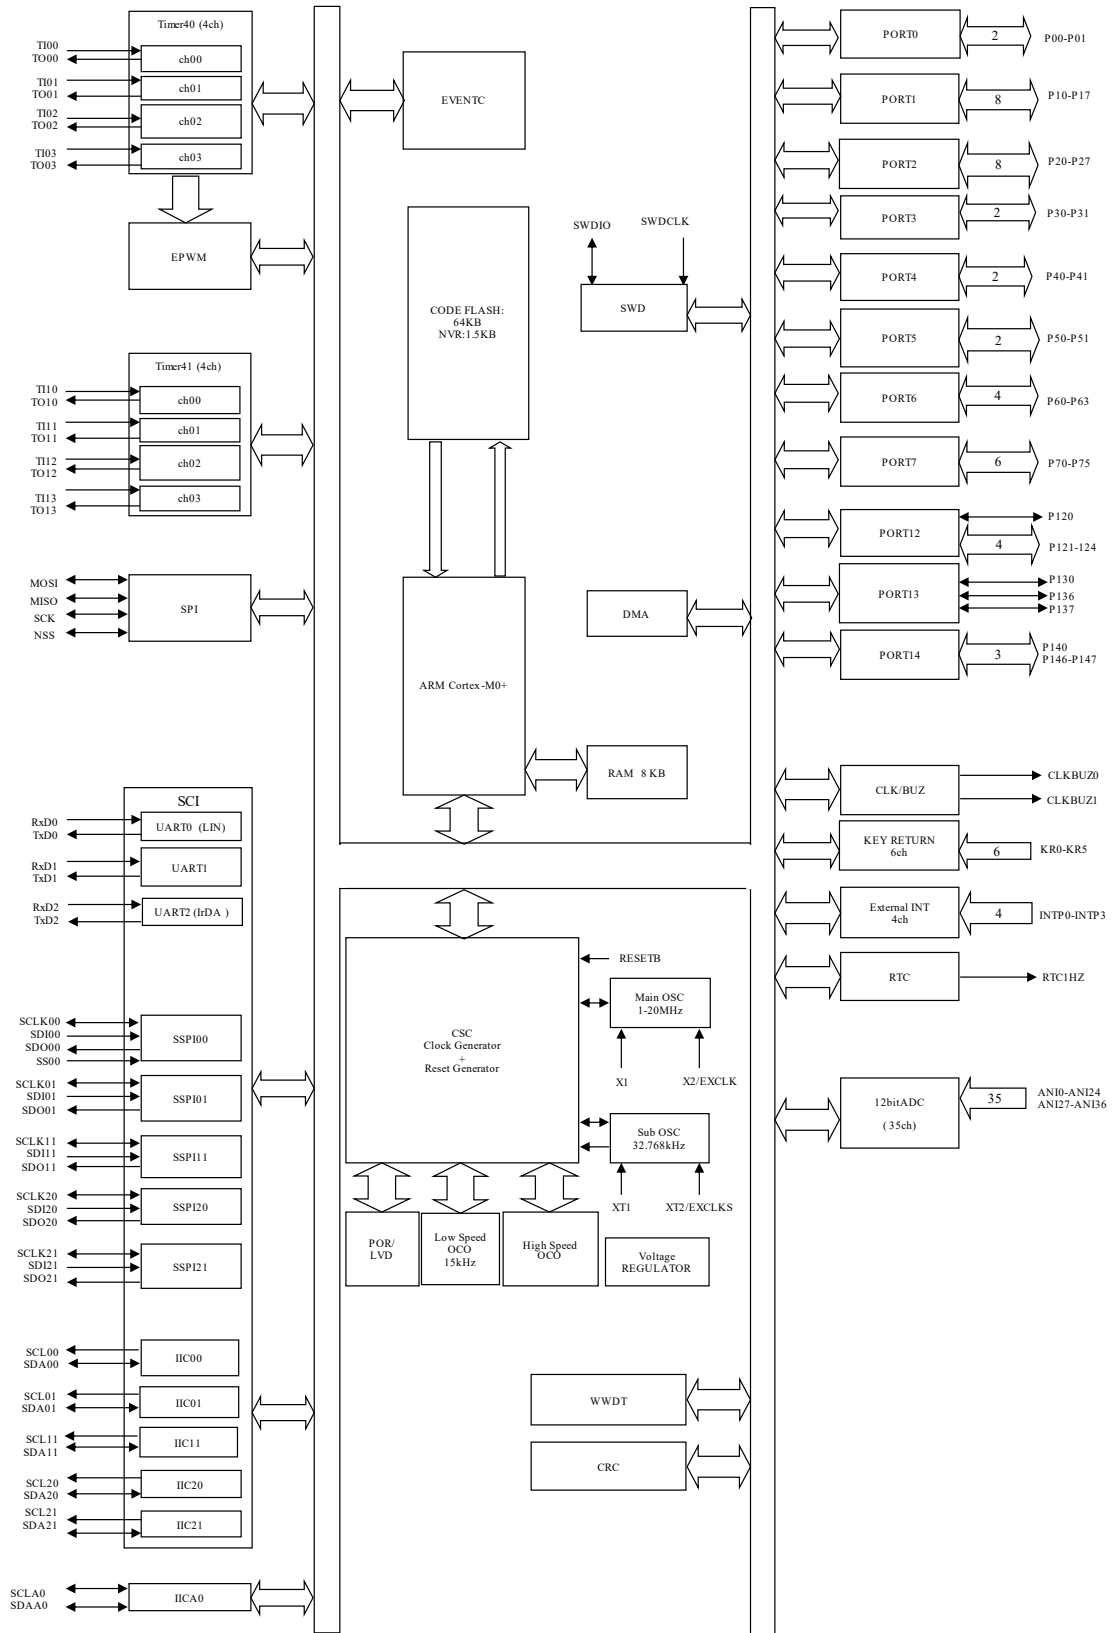 Timer40 (4ch)
TI00
TO00
ch00
TI01
TO01
ch01
TI02
TO02
ch02
TI03
TO03
ch03
EPWM
Timer41 (4ch)
TI10
TO10
ch00
TI11
TO11
ch01
TI12
TO12
ch02
TI13
TO13
ch03
MOSI
MISO
SCK
NSS
SPI
SCI
RxD0
TxD0
UART0 (LIN)
RxD1
TxD1
UART1
RxD2
TxD2
UART2 (IrDA )
SCLK00
SDI00
SDO00
SS00
SSPI00
SCLK01
SDI01
SDO01
SSPI01
SCLK11
SDI11
SDO11
SSPI11
SCLK20
SDI20
SDO20
SSPI20
SCLK21
SDI21
SDO21
SSPI21
SCL00
SDA00
IIC00
SCL01
SDA01
IIC01
SCL11
SDA11
IIC11
SCL20
SDA20
IIC20
SCL21
SDA21
IIC21
SCLA0
SDAA0
IICA0
EVENTC
CODE FLASH:
64KB
NVR:1.5KB
SWDIO
SWDCLK
SWD
ARM Cortex-M0+
DMA
RAM 8 KB
CSC
Clock Generator
+
Reset Generator
RESETB
Main OSC
1-20MHz
X1
X2/EXCLK
Sub OSC
32.768kHz
XT1
XT2/EXCLKS
POR/
LVD
Low Speed
OCO
15kHz
High Speed
OCO
Voltage
REGULATOR
WWDT
CRC
PORT0
2
P00-P01
PORT1
8
P10-P17
PORT2
8
P20-P27
PORT3
2
P30-P31
PORT4
2
P40-P41
PORT5
2
P50-P51
PORT6
4
P60-P63
PORT7
6
P70-P75
PORT12
P120
4
P121-124
PORT13
P130
P136
P137
PORT14
3
P140
P146-P147
CLK/BUZ
CLKBUZ0
CLKBUZ1
KEY RETURN
6ch
6
KR0-KR5
External INT
4ch
4
INTP0-INTP3
RTC
RTC1HZ
12bitADC
(35ch)
35
ANI0-ANI24
ANI27-ANI36